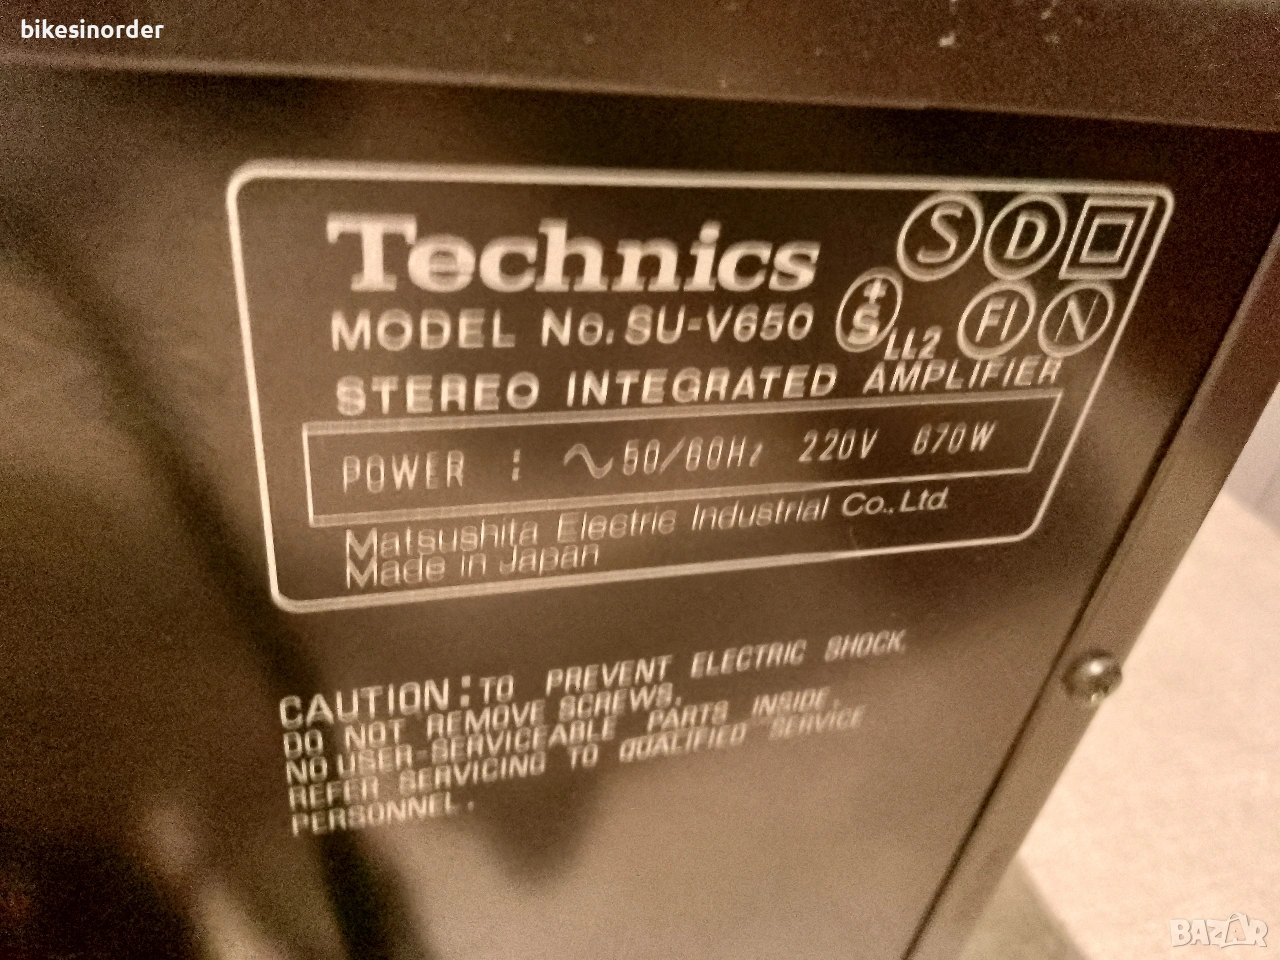 bikesinorder
Technics
S D
MODEL No. SU-V650
S LL2 FI N
STEREO INTEGRATED AMPLIFIER
POWER : ∿50/60Hz 220V 670W
Matsushita Electric Industrial Co., Ltd.
Made in Japan
CAUTION: TO PREVENT ELECTRIC SHOCK,
DO NOT REMOVE SCREWS.
NO USER-SERVICEABLE PARTS INSIDE.
REFER SERVICING TO QUALIFIED SERVICE
PERSONNEL.
BAZAR